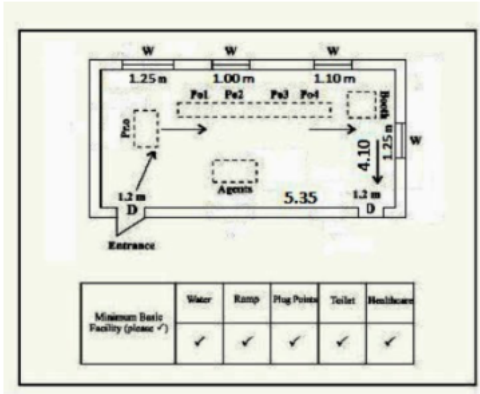 W W W
1.25 m 1.00 m 1.10 m
Po1 Po2 Po3 Po4
Booth
Pr.o
1.25 m
W
4.10
Agents
5.35
1.2 m
D
1.2 m
D
Entrance
Minimum Basic
Facility (please ✓)
Water Ramp Plug Points Toilet Healthcare
✓ ✓ ✓ ✓ ✓